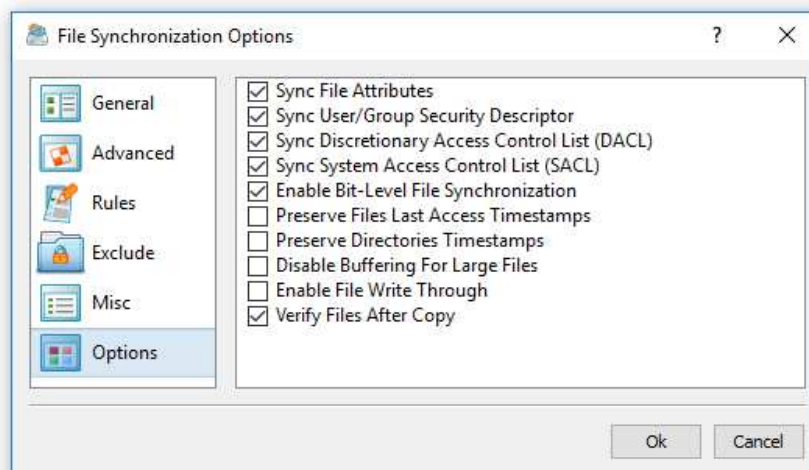 File Synchronization Options
?
General
Advanced
Rules
Exclude
Misc
Options
Sync File Attributes
Sync User/Group Security Descriptor
Sync Discretionary Access Control List (DACL)
Sync System Access Control List (SACL)
Enable Bit-Level File Synchronization
Preserve Files Last Access Timestamps
Preserve Directories Timestamps
Disable Buffering For Large Files
Enable File Write Through
Verify Files After Copy
Ok
Cancel